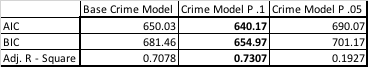 Base Crime Model Crime Model P .1 Crime Model P .05
AIC 650.03 640.17 690.07
BIC 681.46 654.97 701.17
Adj. R - Square 0.7078 0.7307 0.1927